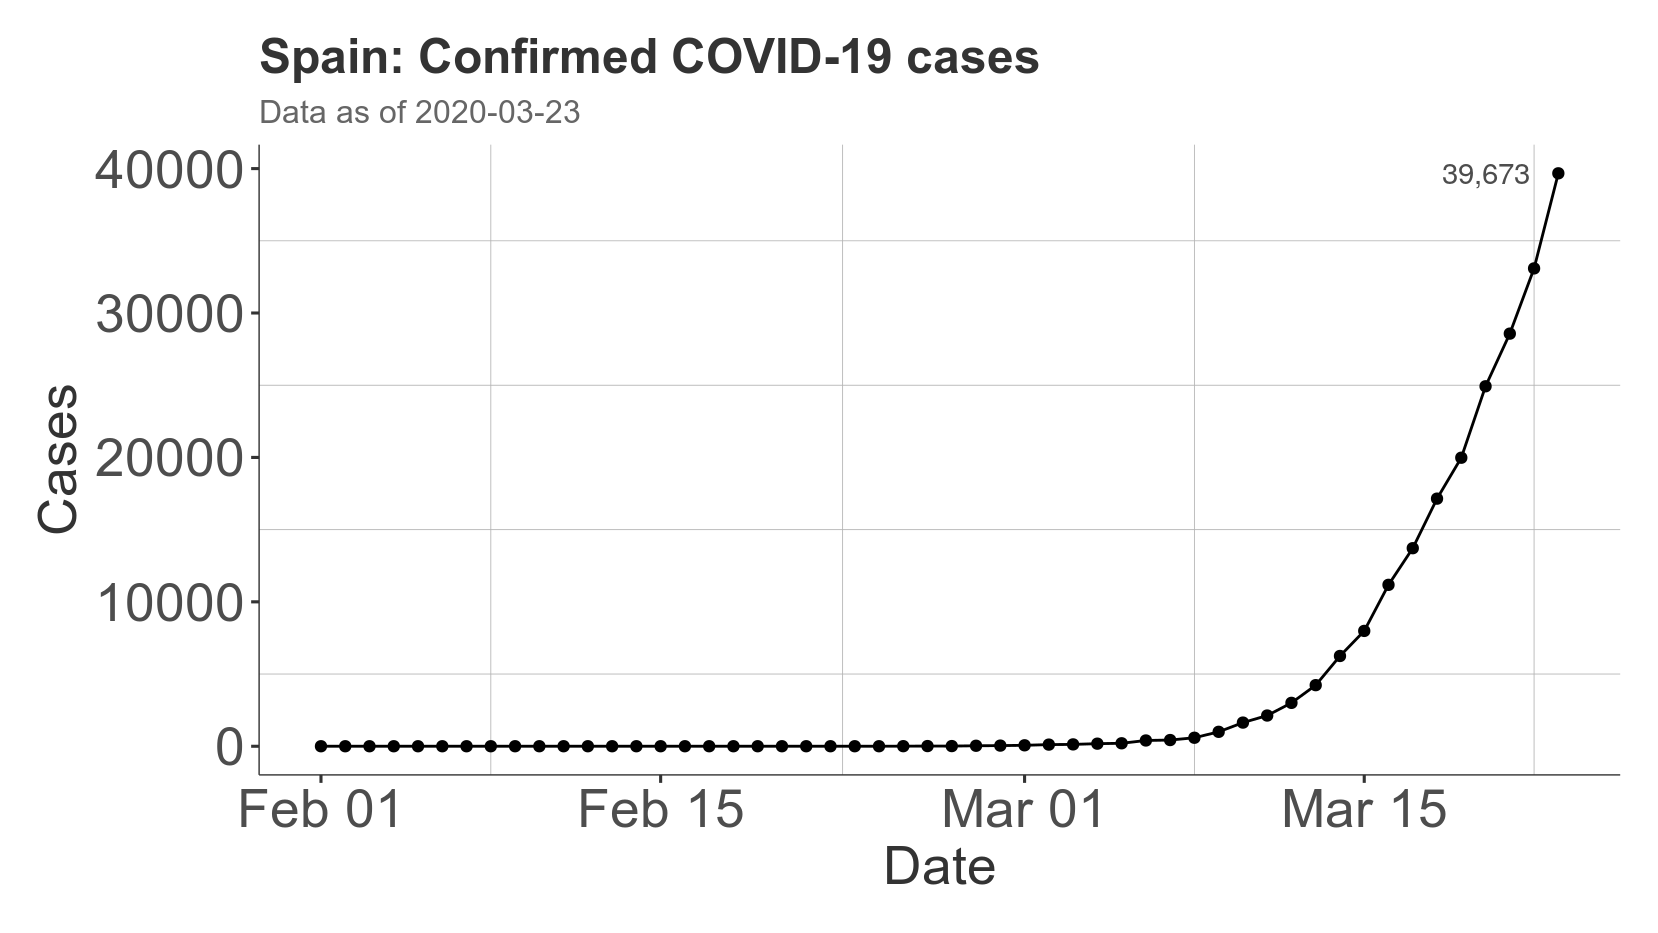 Spain: Confirmed COVID-19 cases
Data as of 2020-03-23
40000
39,673
30000
20000
10000
0
Cases
Feb 01 Feb 15 Mar 01 Mar 15
Date